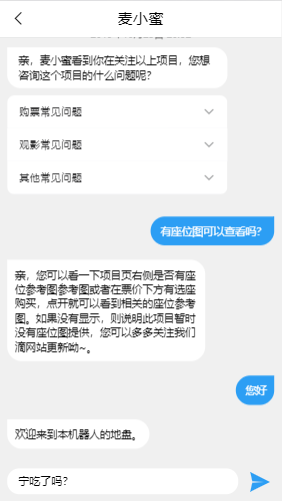 麦小蜜
亲，麦小蜜看到你在关注以上项目，您想
咨询这个项目的什么问题呢？
购票常见问题
观影常见问题
其他常见问题
有座位图可以查看吗？
亲，您可以看一下项目页右侧是否有座
位参考图参考图或者在票价下方有选座
购买，点开就可以看到相关的座位参考
图。如果没有显示，则说明此项目暂时
没有座位图提供，您可以多多关注我们
滴网站更新呦~。
您好
欢迎来到本机器人的地盘。
宁吃了吗？